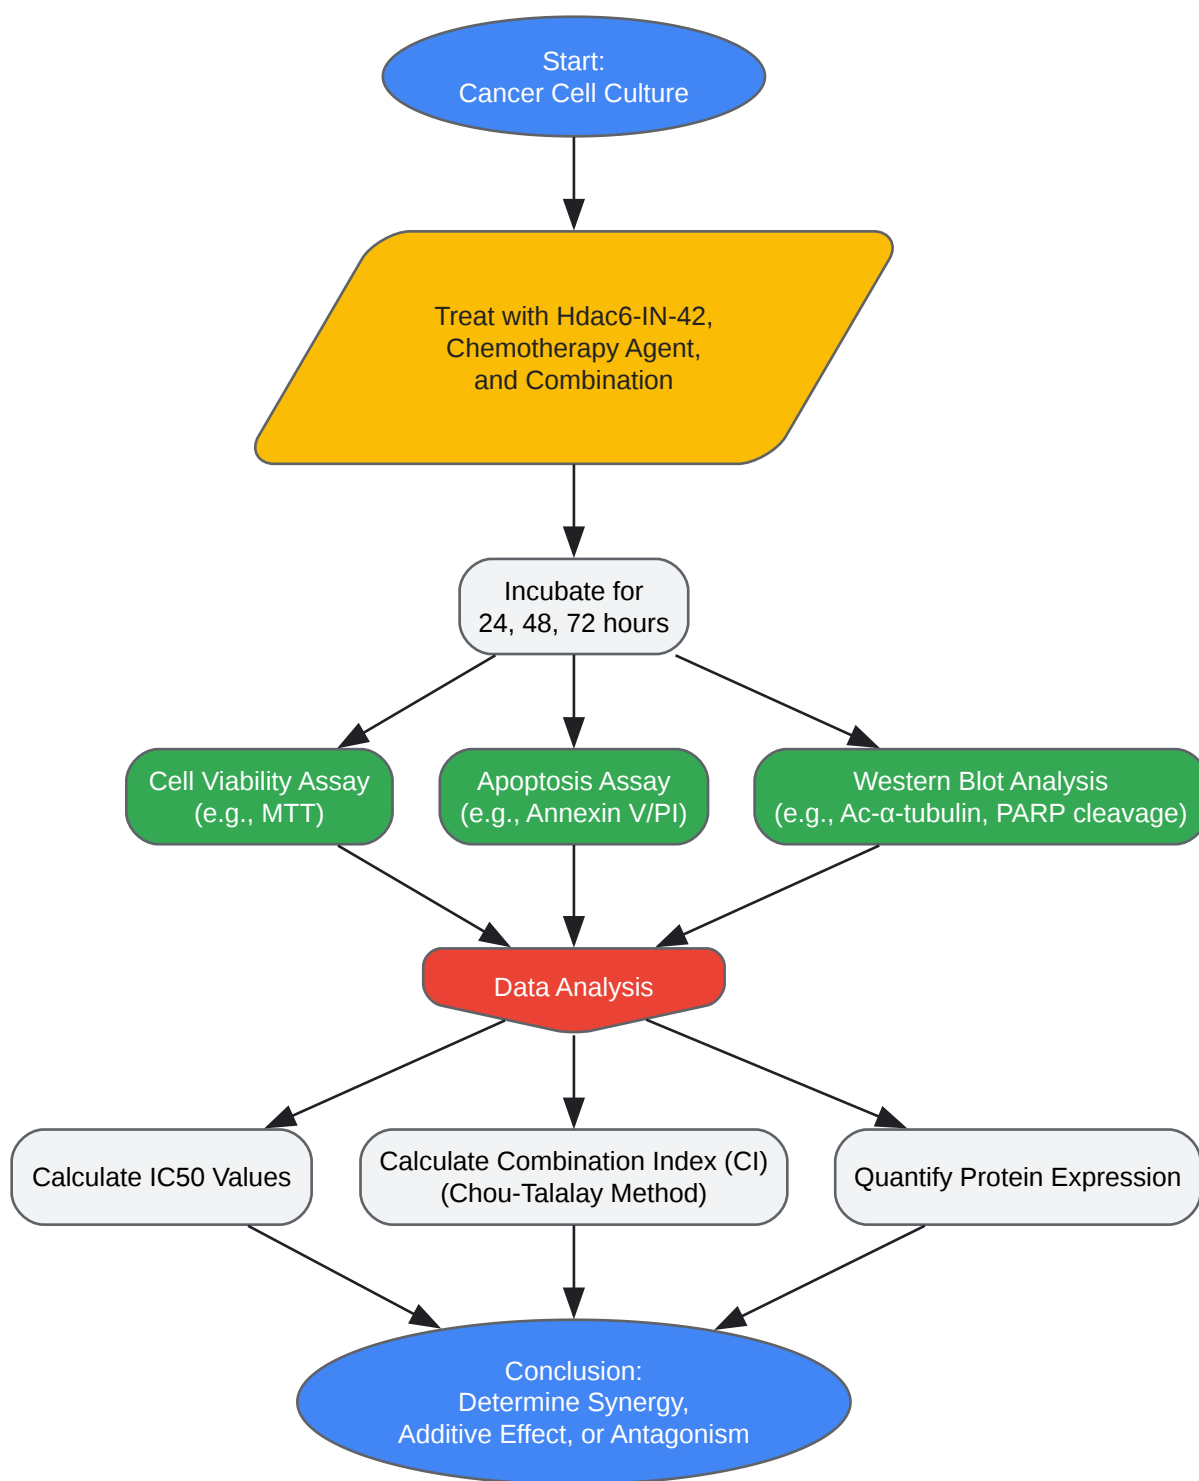 Start:
Cancer Cell Culture
Treat with Hdac6-IN-42,
Chemotherapy Agent,
and Combination
Incubate for
24, 48, 72 hours
Cell Viability Assay
(e.g., MTT)
Apoptosis Assay
(e.g., Annexin V/PI)
Western Blot Analysis
(e.g., Ac-α-tubulin, PARP cleavage)
Data Analysis
Calculate IC50 Values
Calculate Combination Index (CI)
(Chou-Talalay Method)
Quantify Protein Expression
Conclusion:
Determine Synergy,
Additive Effect, or Antagonism